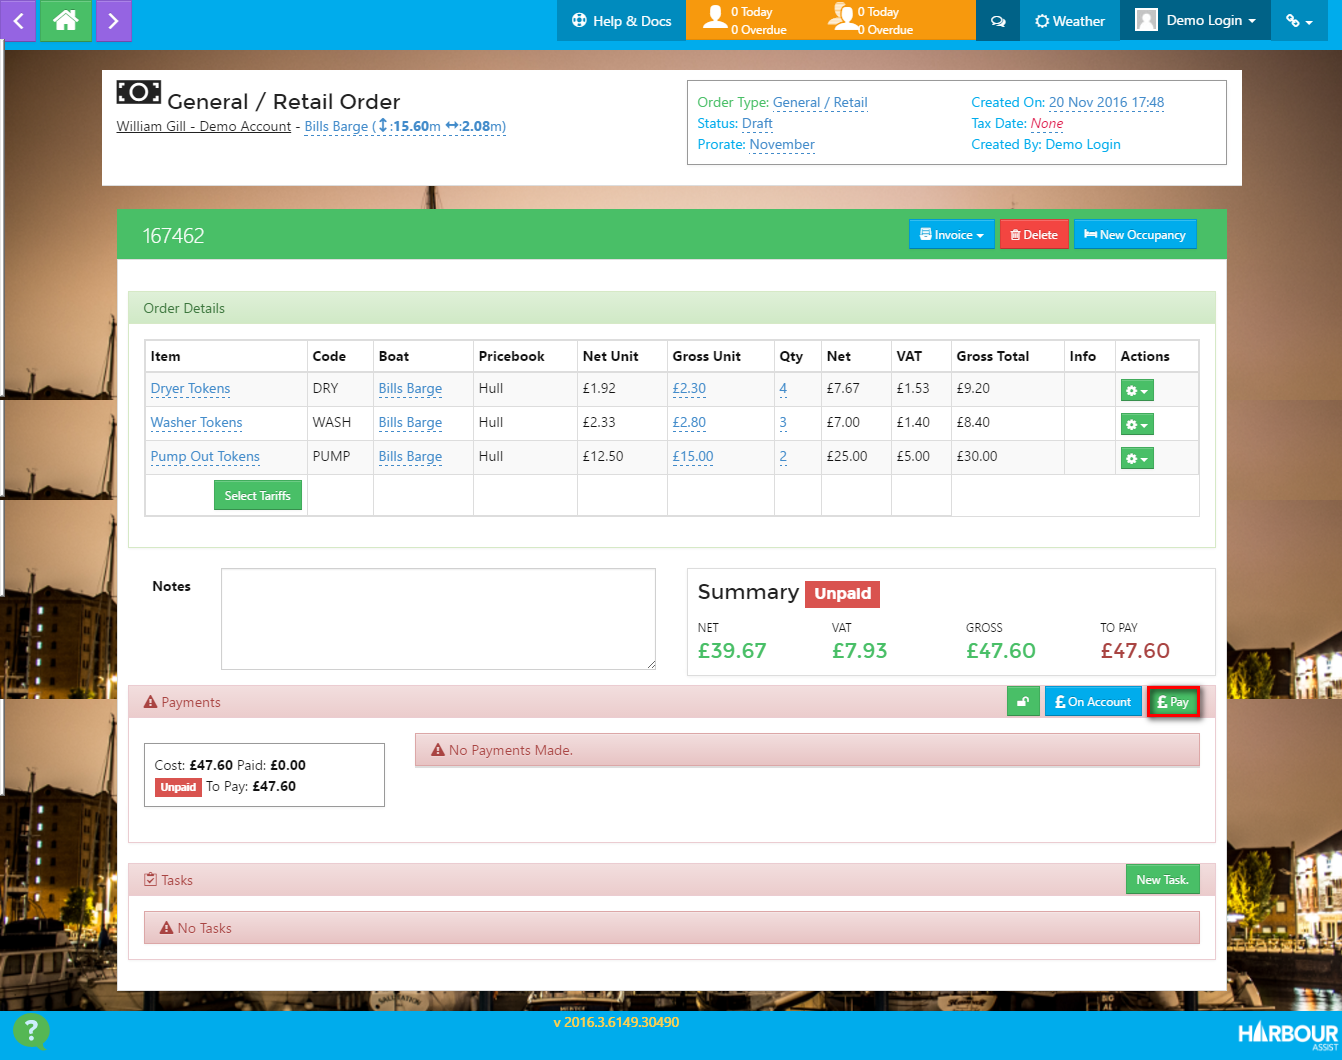 Help & Docs
0 Today
0 Overdue
0 Today
0 Overdue
Weather
Demo Login
General / Retail Order
William Gill - Demo Account - Bills Barge (↕:15.60m ↔:2.08m)
Order Type: General / Retail
Status: Draft
Prorate: November
Created On: 20 Nov 2016 17:48
Tax Date: None
Created By: Demo Login
167462
Invoice
Delete
New Occupancy
Order Details
Item Code Boat Pricebook Net Unit Gross Unit Qty Net VAT Gross Total Info Actions
Dryer Tokens DRY Bills Barge Hull £1.92 £2.30 4 £7.67 £1.53 £9.20
Washer Tokens WASH Bills Barge Hull £2.33 £2.80 3 £7.00 £1.40 £8.40
Pump Out Tokens PUMP Bills Barge Hull £12.50 £15.00 2 £25.00 £5.00 £30.00
Select Tariffs
Notes
Summary Unpaid
NET VAT GROSS TO PAY
£39.67 £7.93 £47.60 £47.60
Payments
£ On Account
£ Pay
Cost: £47.60 Paid: £0.00
Unpaid To Pay: £47.60
No Payments Made.
Tasks
New Task.
No Tasks
SALUTATION
v 2016.3.6149.30490
?
HARBOUR
ASSIST